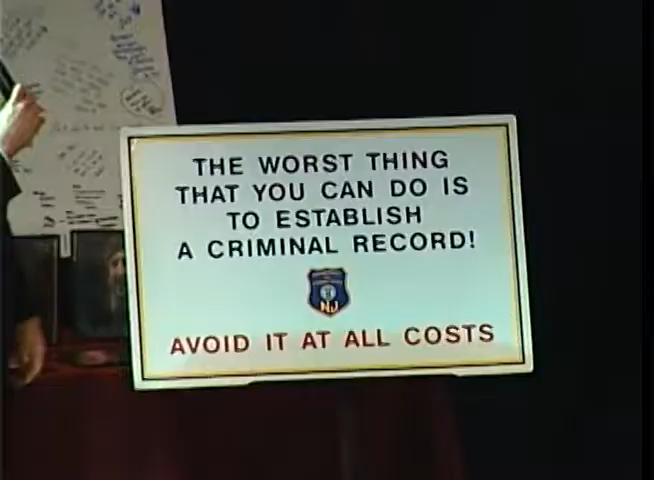 THE WORST THING
THAT YOU CAN DO IS
TO ESTABLISH
A CRIMINAL RECORD!
NJ
AVOID IT AT ALL COSTS